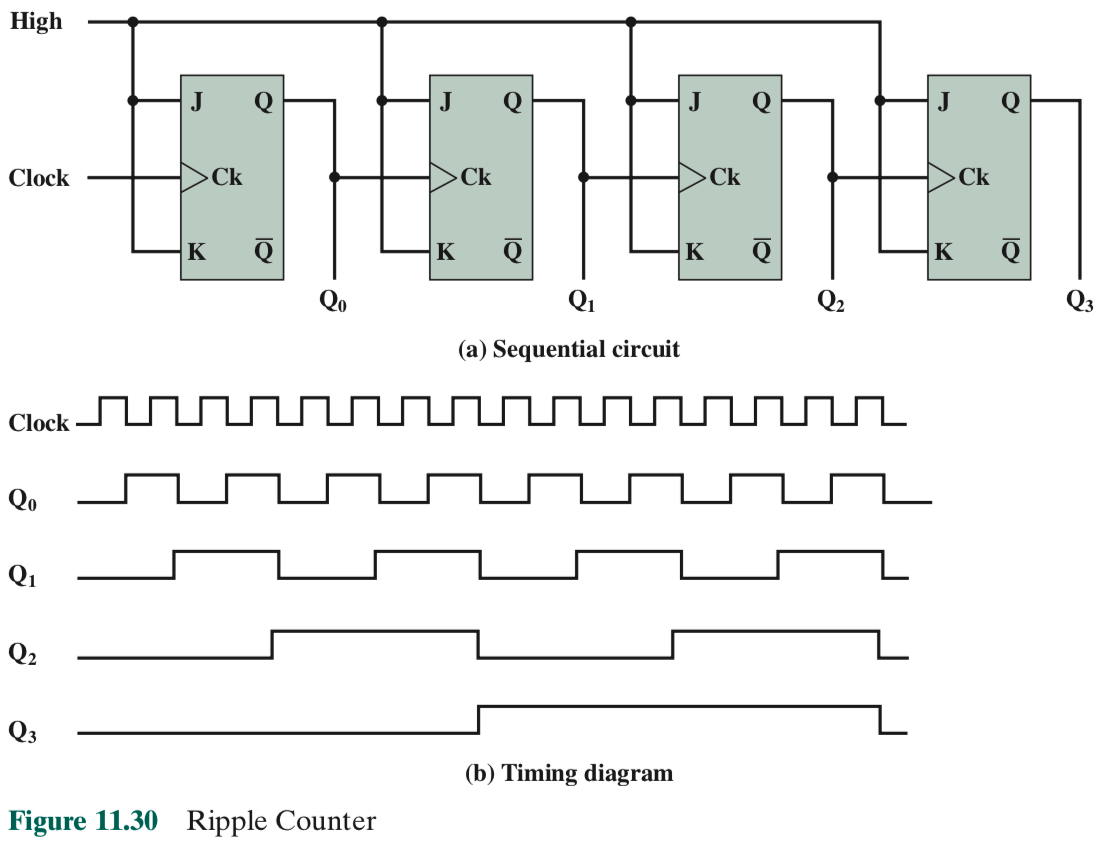 High
J Q J Q J Q J Q
Clock Ck Ck Ck Ck
K Q̅ K Q̅ K Q̅ K Q̅
Q₀ Q₁ Q₂ Q₃
(a) Sequential circuit
Clock
Q₀
Q₁
Q₂
Q₃
(b) Timing diagram
Figure 11.30 Ripple Counter